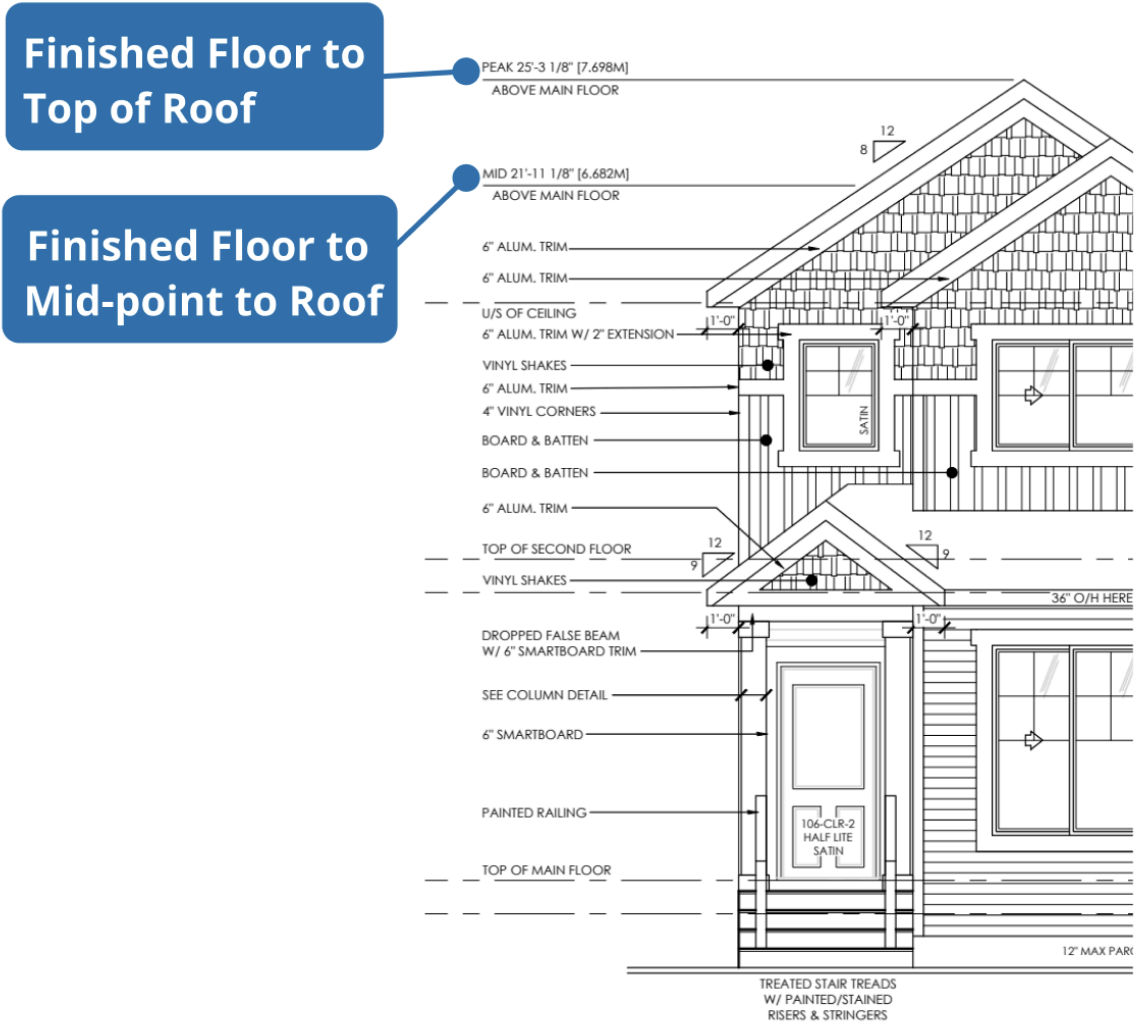 Finished Floor to
Top of Roof
Finished Floor to
Mid-point to Roof
PEAK 25'-3 1/8" [7.698M]
ABOVE MAIN FLOOR
12
8
MID 21'-11 1/8" [6.682M]
ABOVE MAIN FLOOR
6" ALUM. TRIM
6" ALUM. TRIM
U/S OF CEILING
1'-0"
1'-0"
6" ALUM. TRIM W/ 2" EXTENSION
VINYL SHAKES
6" ALUM. TRIM
4" VINYL CORNERS
SATIN
BOARD & BATTEN
BOARD & BATTEN
6" ALUM. TRIM
12
9
12
9
TOP OF SECOND FLOOR
VINYL SHAKES
36" O/H HERE
1'-0"
1'-0"
DROPPED FALSE BEAM
W/ 6" SMARTBOARD TRIM
SEE COLUMN DETAIL
6" SMARTBOARD
PAINTED RAILING
106-CLR-2
HALF LITE
SATIN
TOP OF MAIN FLOOR
12" MAX PARG
TREATED STAIR TREADS
W/ PAINTED/STAINED
RISERS & STRINGERS